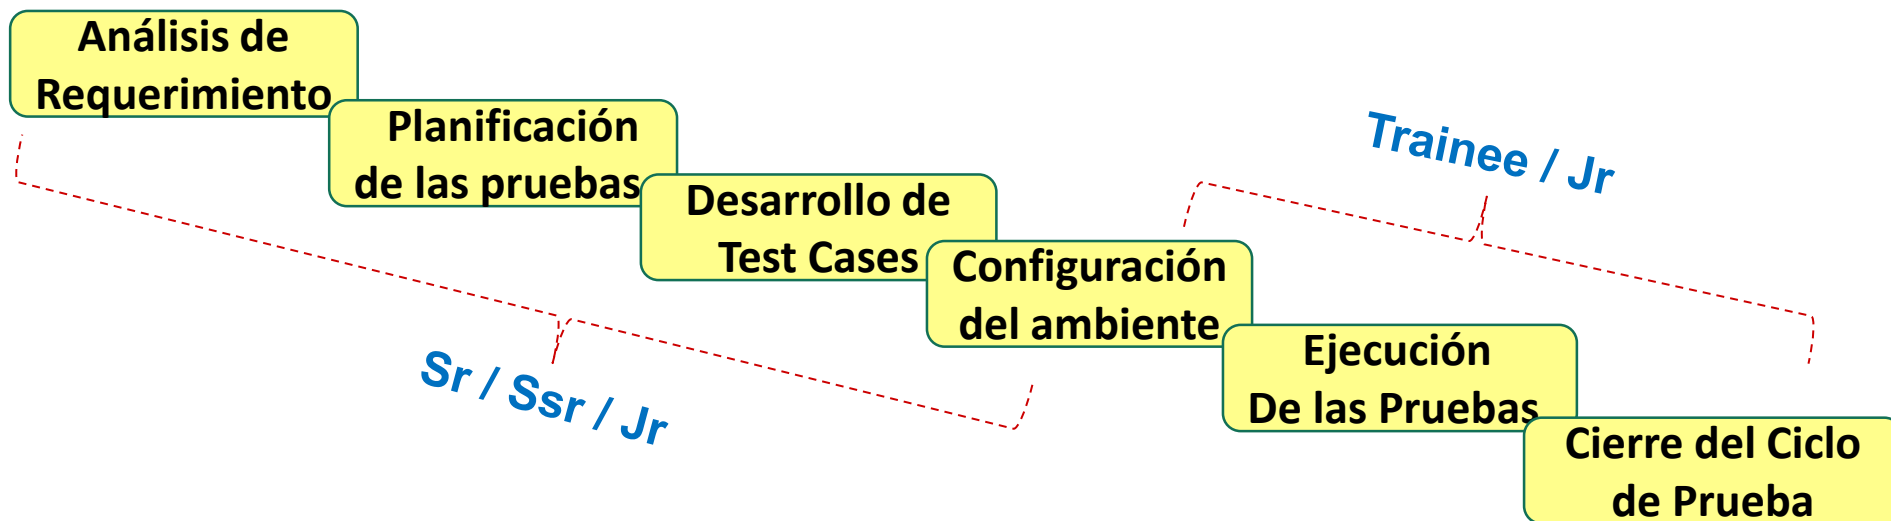 Análisis de
Requerimiento
Planificación
de las pruebas
Desarrollo de
Test Cases
Configuración
del ambiente
Ejecución
De las Pruebas
Cierre del Ciclo
de Prueba
Sr / Ssr / Jr
Trainee / Jr